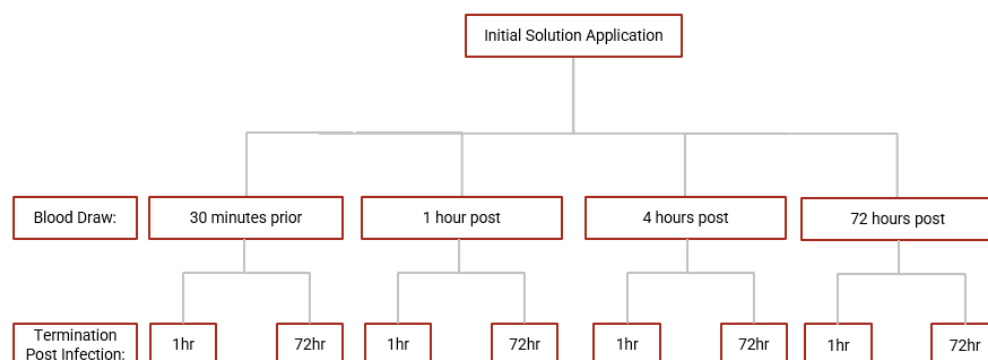 Initial Solution Application
Blood Draw:
30 minutes prior
1 hour post
4 hours post
72 hours post
Termination
Post Infection:
1hr
72hr
1hr
72hr
1hr
72hr
1hr
72hr